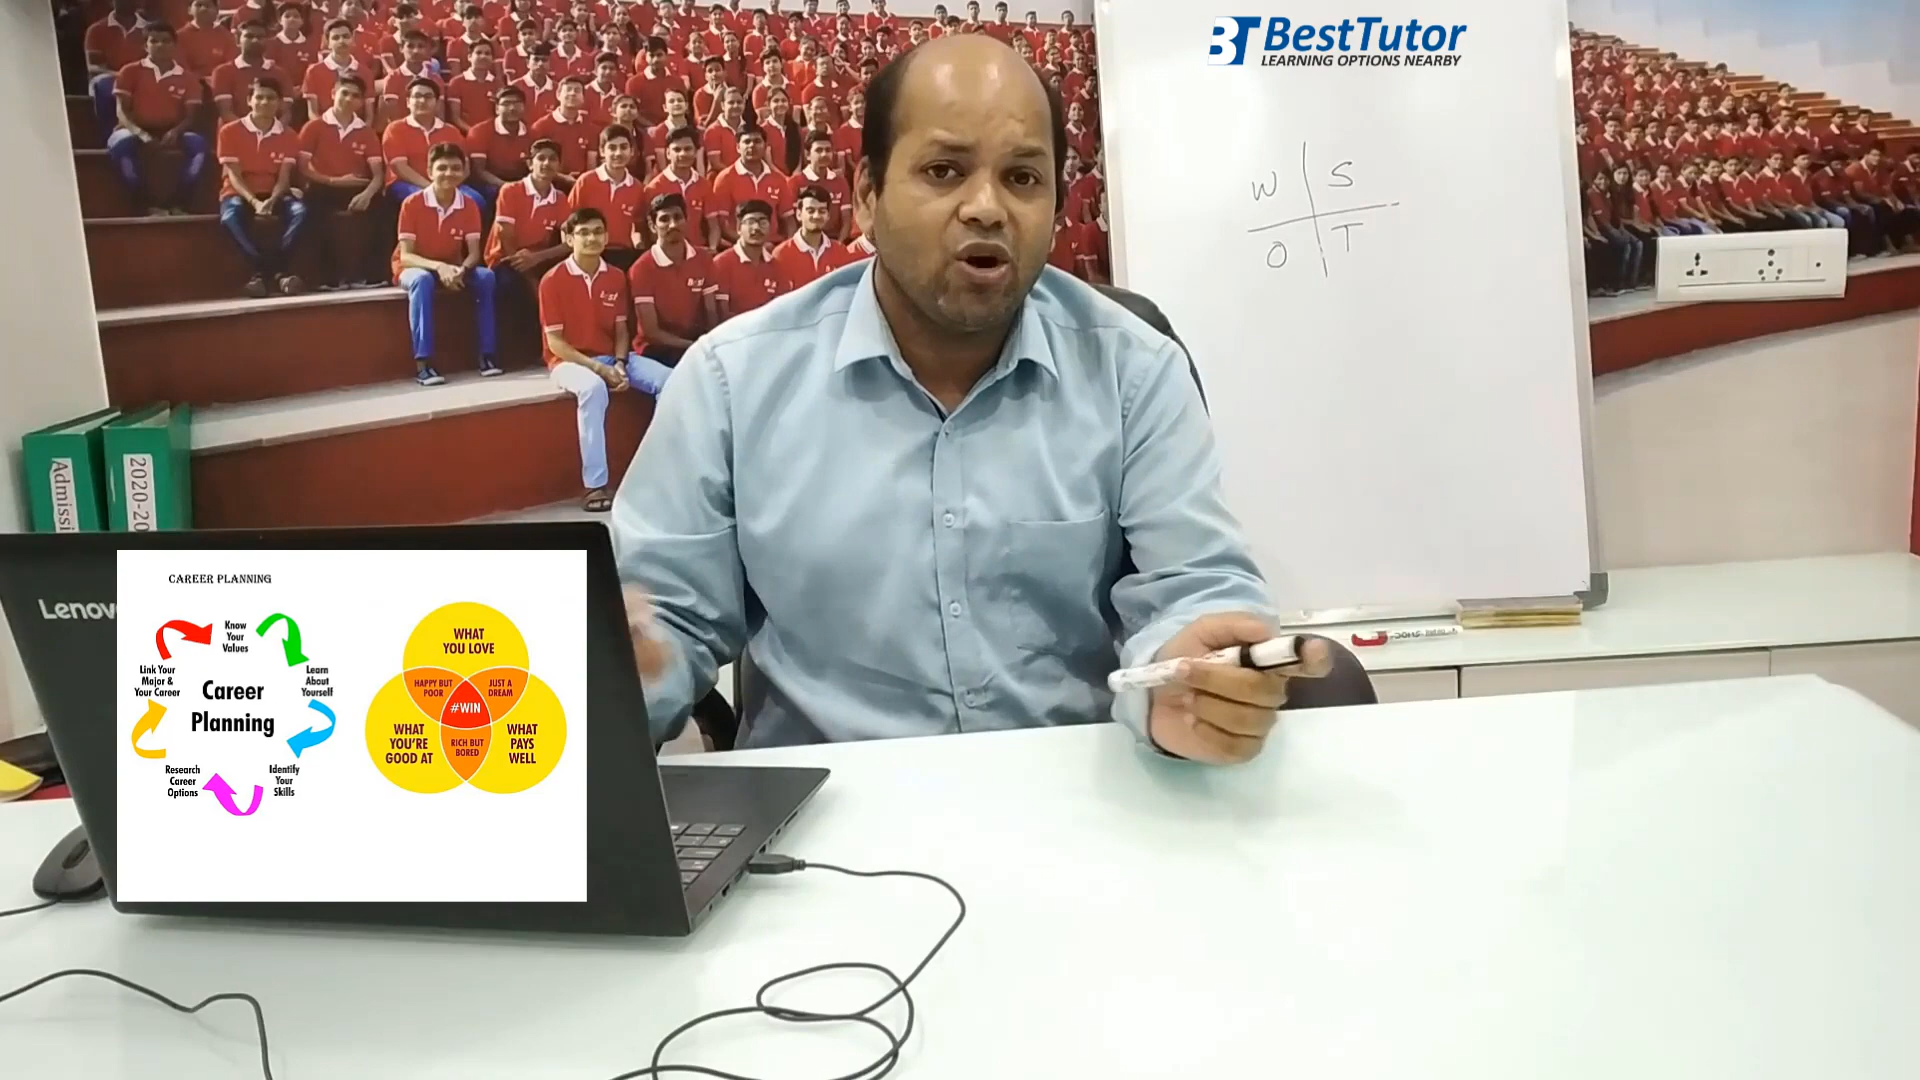 BT BestTutor
LEARNING OPTIONS NEARBY
W S
O T
Admissi
2020-20
Lenov
CAREER PLANNING
Know
Your
Values
Learn
About
Yourself
Identify
Your
Skills
Research
Career
Options
Link Your
Major &
Your Career
Career
Planning
WHAT
YOU LOVE
HAPPY BUT
POOR
JUST A
DREAM
#WIN
WHAT
YOU'RE
GOOD AT
RICH BUT
BORED
WHAT
PAYS
WELL